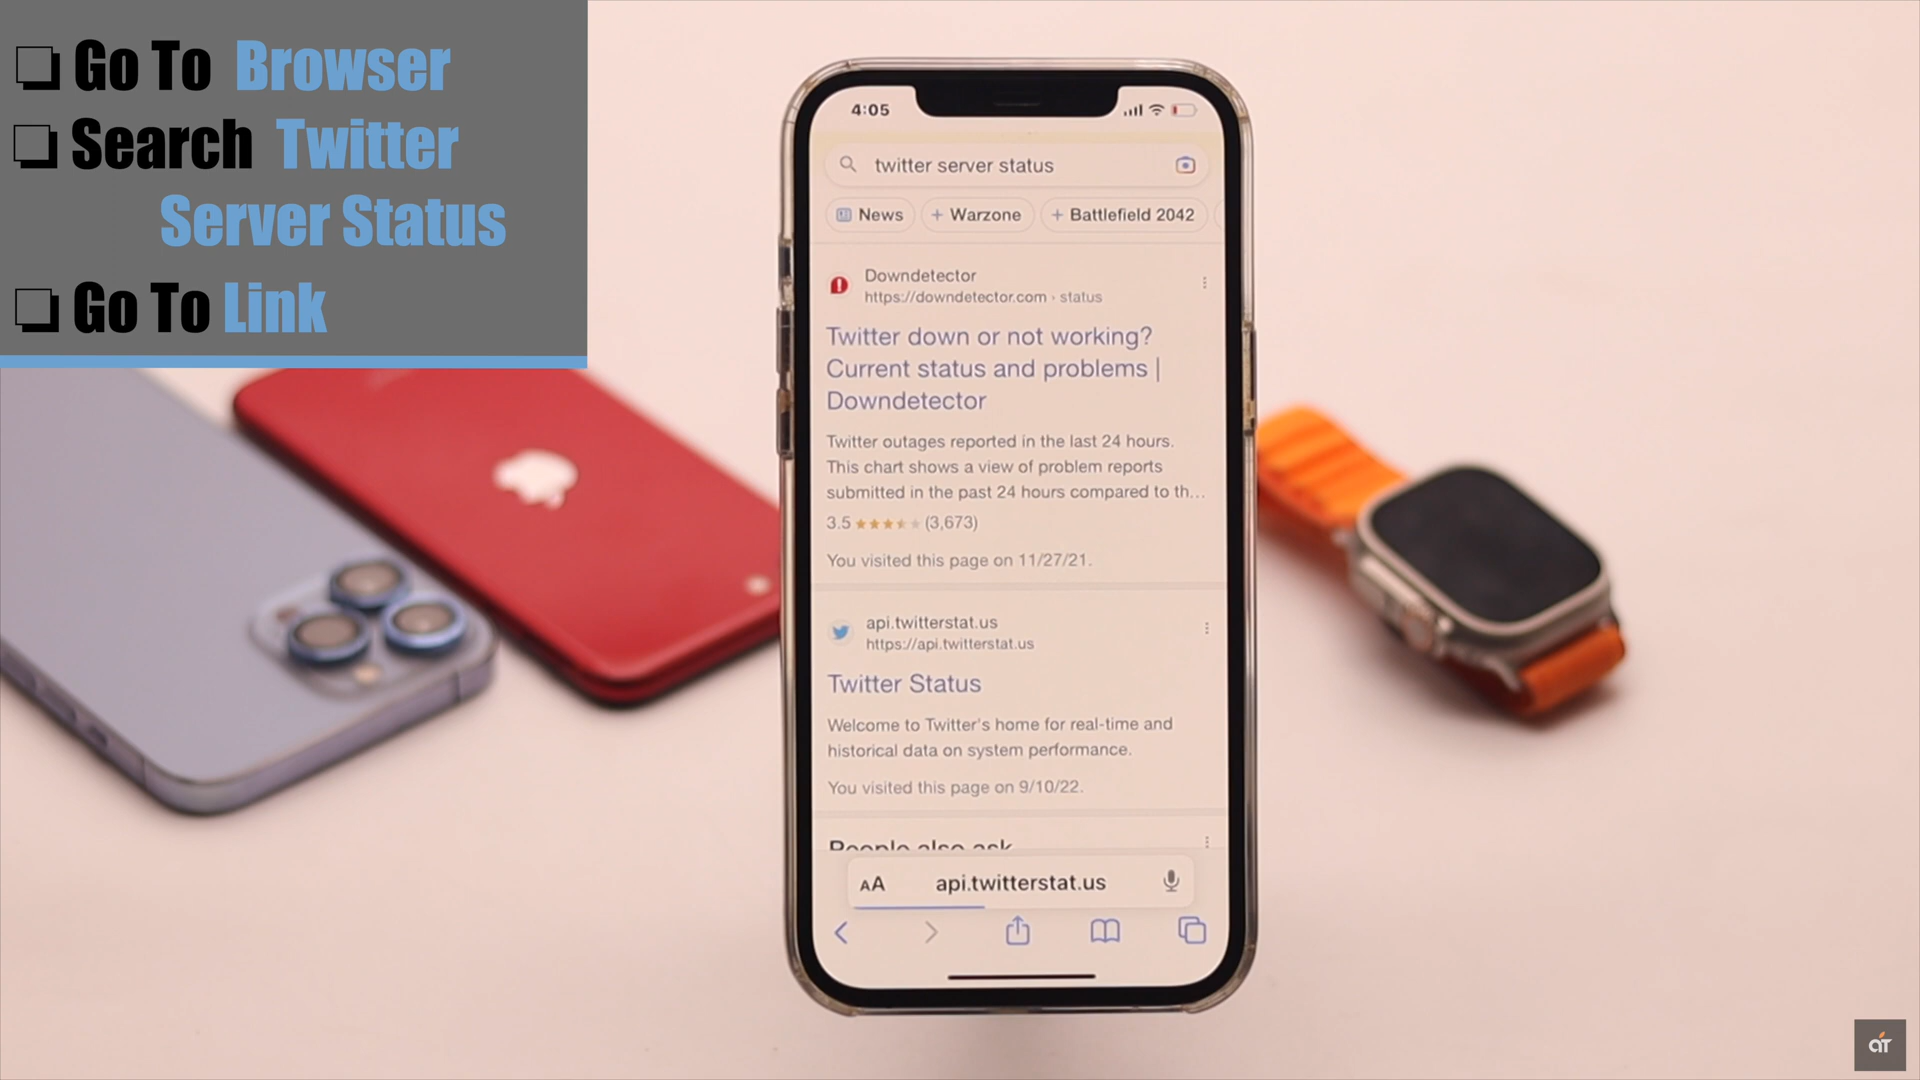 Go To Browser
Search Twitter
Server Status
Go To Link
4:05
twitter server status
News + Warzone + Battlefield 2042
Downdetector
https://downdetector.com › status
Twitter down or not working?
Current status and problems |
Downdetector
Twitter outages reported in the last 24 hours.
This chart shows a view of problem reports
submitted in the past 24 hours compared to th...
3.5 (3,673)
You visited this page on 11/27/21.
api.twitterstat.us
https://api.twitterstat.us
Twitter Status
Welcome to Twitter's home for real-time and
historical data on system performance.
You visited this page on 9/10/22.
People also ask
AA api.twitterstat.us
aT